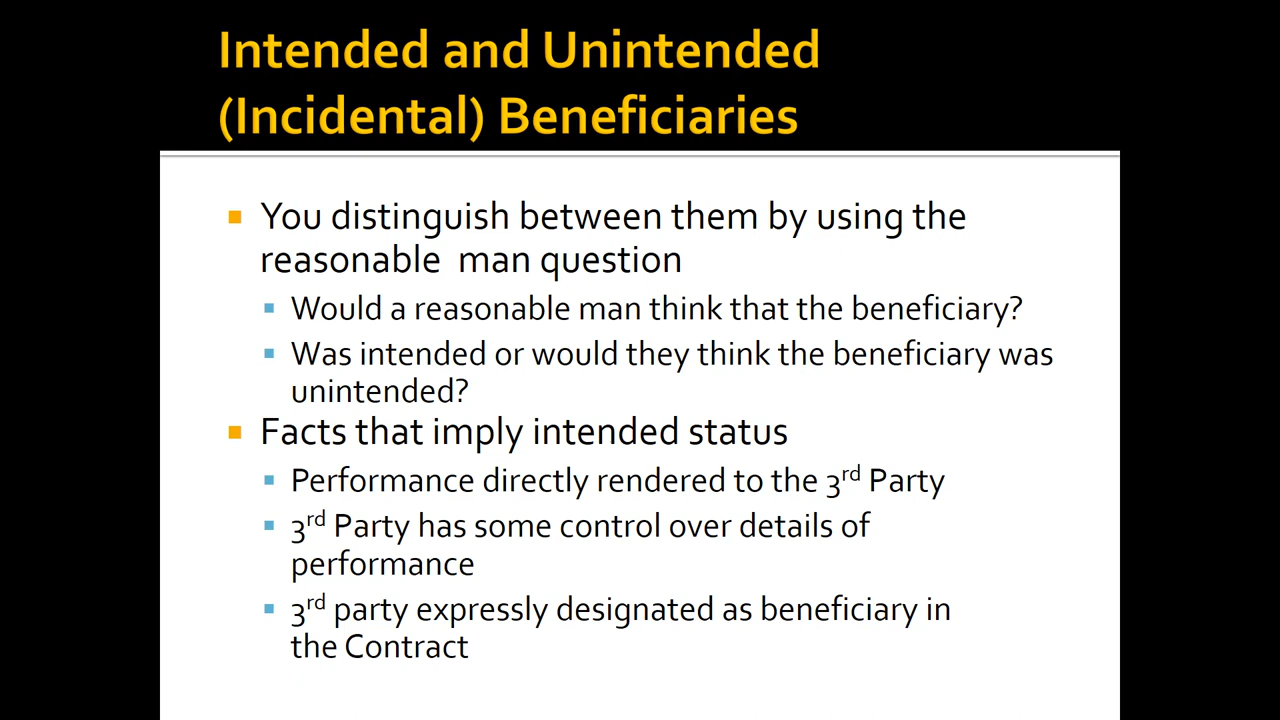 Intended and Unintended
(Incidental) Beneficiaries
You distinguish between them by using the
reasonable man question
Would a reasonable man think that the beneficiary?
Was intended or would they think the beneficiary was
unintended?
Facts that imply intended status
Performance directly rendered to the 3rd Party
3rd Party has some control over details of
performance
3rd party expressly designated as beneficiary in
the Contract